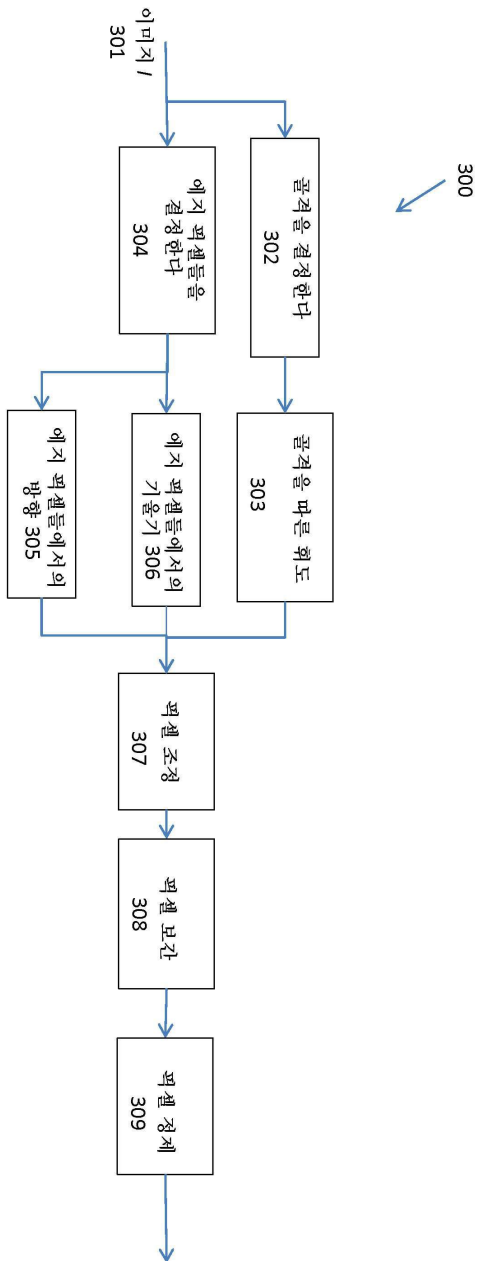 300
이미지 I
301
골격을 결정한다
302
골격을 따른 휘도
303
에지 픽셀들을
결정한다
304
에지 픽셀들에서의
기울기 306
에지 픽셀들에서의
방향 305
픽셀 조정
307
픽셀 보간
308
픽셀 정제
309